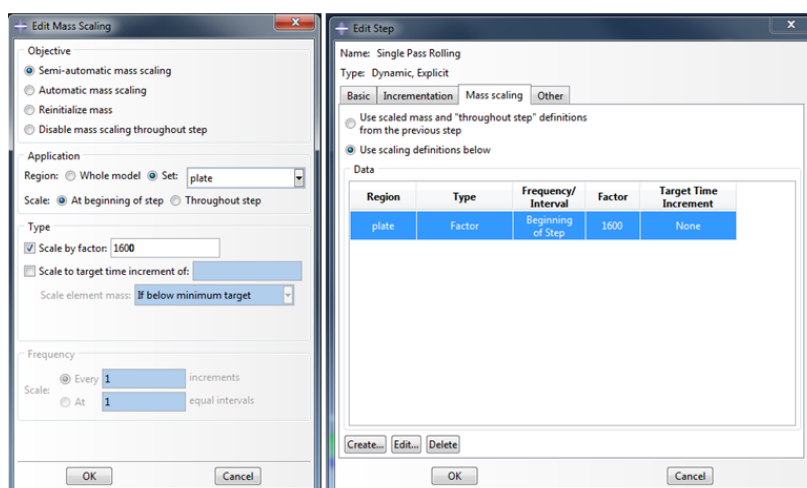 Edit Mass Scaling
X
Objective
Semi-automatic mass scaling
Automatic mass scaling
Reinitialize mass
Disable mass scaling throughout step
Application
Region: Whole model Set: plate
Scale: At beginning of step Throughout step
Type
Scale by factor: 1600
Scale to target time increment of:
Scale element mass: If below minimum target
Frequency
Scale:
Every 1 increments
At 1 equal intervals
OK Cancel
Edit Step
X
Name: Single Pass Rolling
Type: Dynamic, Explicit
Basic Incrementation Mass scaling Other
Use scaled mass and "throughout step" definitions
from the previous step
Use scaling definitions below
Data
Region Type Frequency/ Interval Factor Target Time Increment
plate Factor Beginning of Step 1600 None
Create... Edit... Delete
OK Cancel